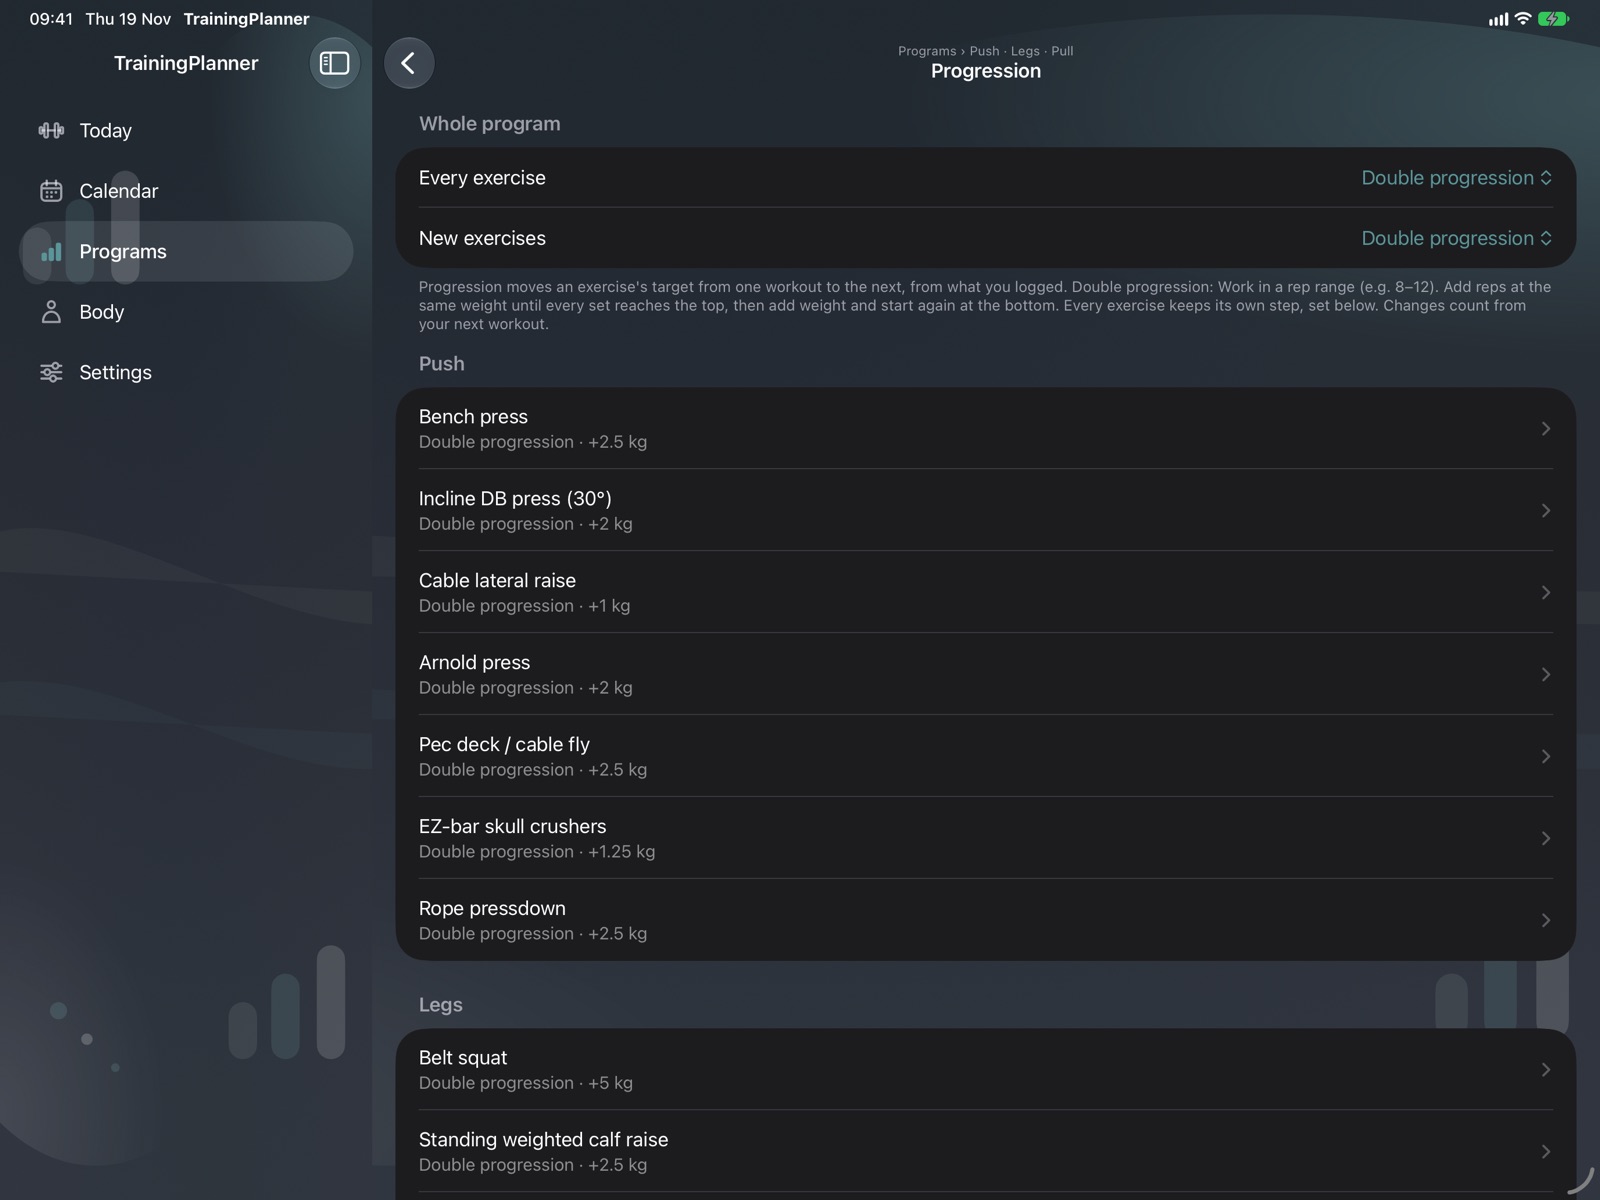 09:41 Thu 19 Nov TrainingPlanner
TrainingPlanner
Today
Calendar
Programs
Body
Settings
Programs › Push · Legs · Pull
Progression
Whole program
Every exercise Double progression
New exercises Double progression
Progression moves an exercise's target from one workout to the next, from what you logged. Double progression: Work in a rep range (e.g. 8–12). Add reps at the
same weight until every set reaches the top, then add weight and start again at the bottom. Every exercise keeps its own step, set below. Changes count from
your next workout.
Push
Bench press
Double progression · +2.5 kg
Incline DB press (30°)
Double progression · +2 kg
Cable lateral raise
Double progression · +1 kg
Arnold press
Double progression · +2 kg
Pec deck / cable fly
Double progression · +2.5 kg
EZ-bar skull crushers
Double progression · +1.25 kg
Rope pressdown
Double progression · +2.5 kg
Legs
Belt squat
Double progression · +5 kg
Standing weighted calf raise
Double progression · +2.5 kg